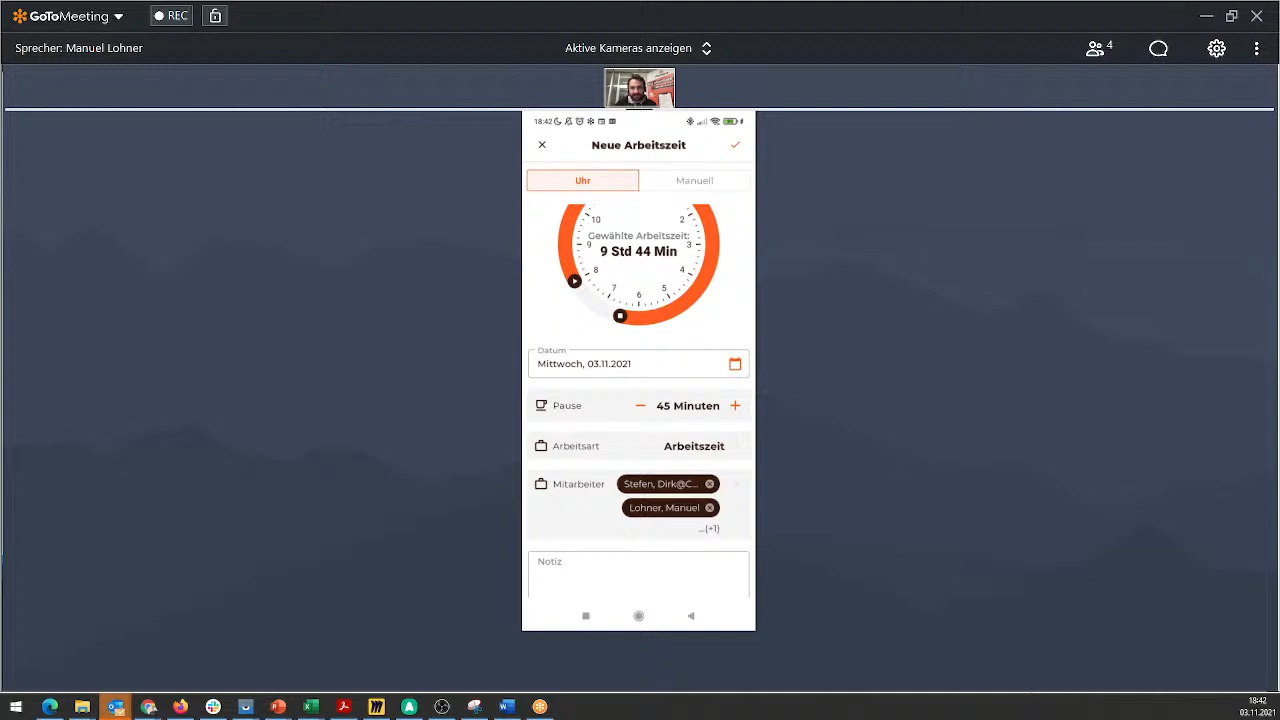 GoToMeeting
REC
Sprecher: Manuel Lohner
Aktive Kameras anzeigen
4
18:42
Neue Arbeitszeit
Uhr
Manuell
10
2
Gewählte Arbeitszeit:
9
9 Std 44 Min
3
8
4
7
5
6
Datum
Mittwoch, 03.11.2021
Pause
45 Minuten
Arbeitsart
Arbeitszeit
Mitarbeiter
Stefen, Dirk@C...
Lohner, Manuel
...(+1)
Notiz
18:42
03.11.2021